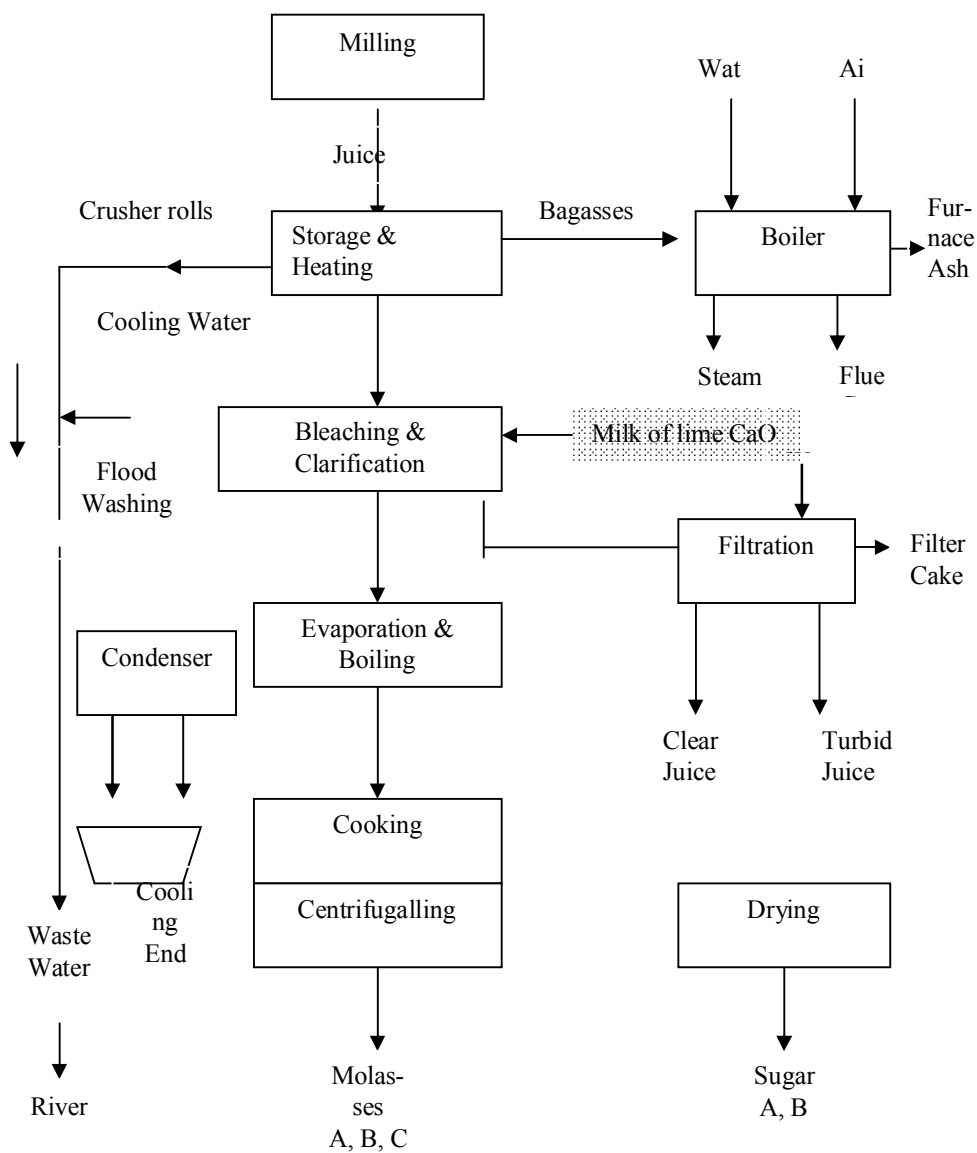 Milling
Wat
Ai
Juice
Crusher rolls
Bagasses
Storage &
Heating
Boiler
Fur-
nace
Ash
Cooling Water
Steam
Flue
Bleaching &
Clarification
Milk of lime CaO
Flood
Washing
Filtration
Filter
Cake
Evaporation &
Boiling
Condenser
Clear
Juice
Turbid
Juice
Cooking
Cooli
ng
End
Centrifugalling
Drying
Waste
Water
River
Molas-
ses
A, B, C
Sugar
A, B